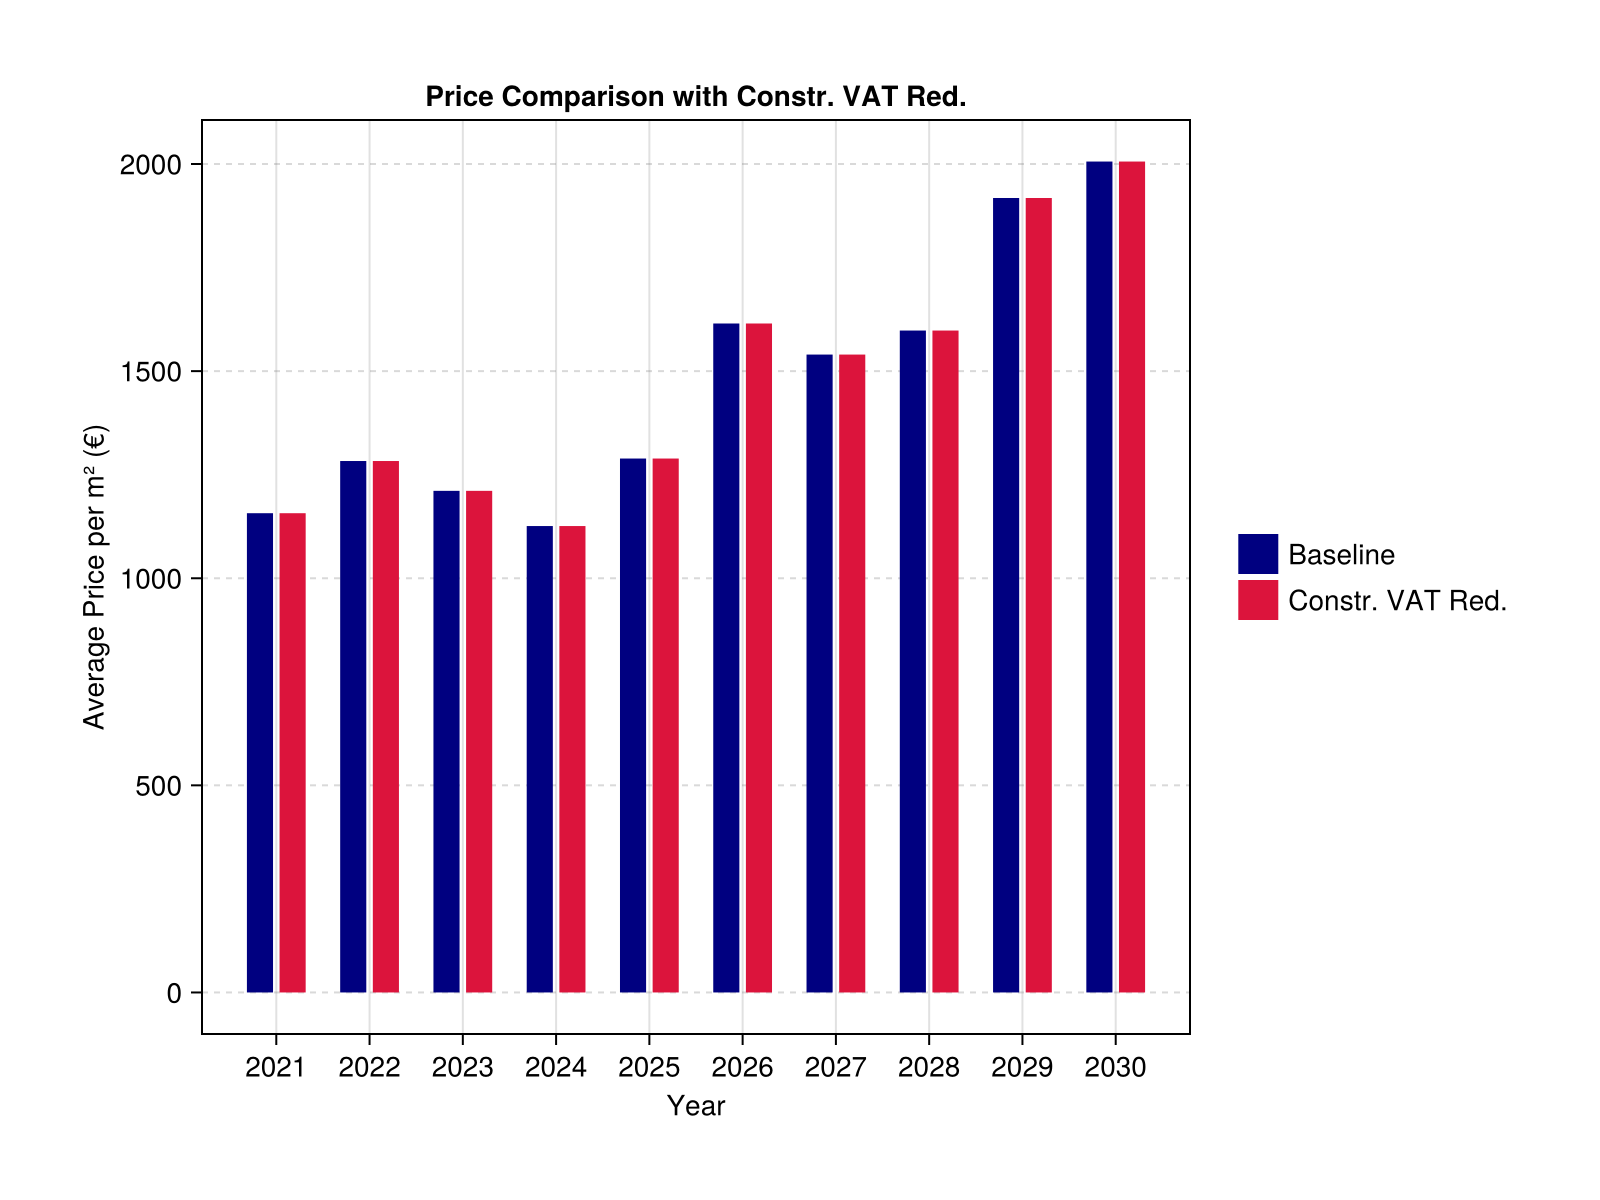 Price Comparison with Constr. VAT Red.
2000
1500
1000
500
0
Average Price per m² (€)
2021 2022 2023 2024 2025 2026 2027 2028 2029 2030
Year
Baseline
Constr. VAT Red.